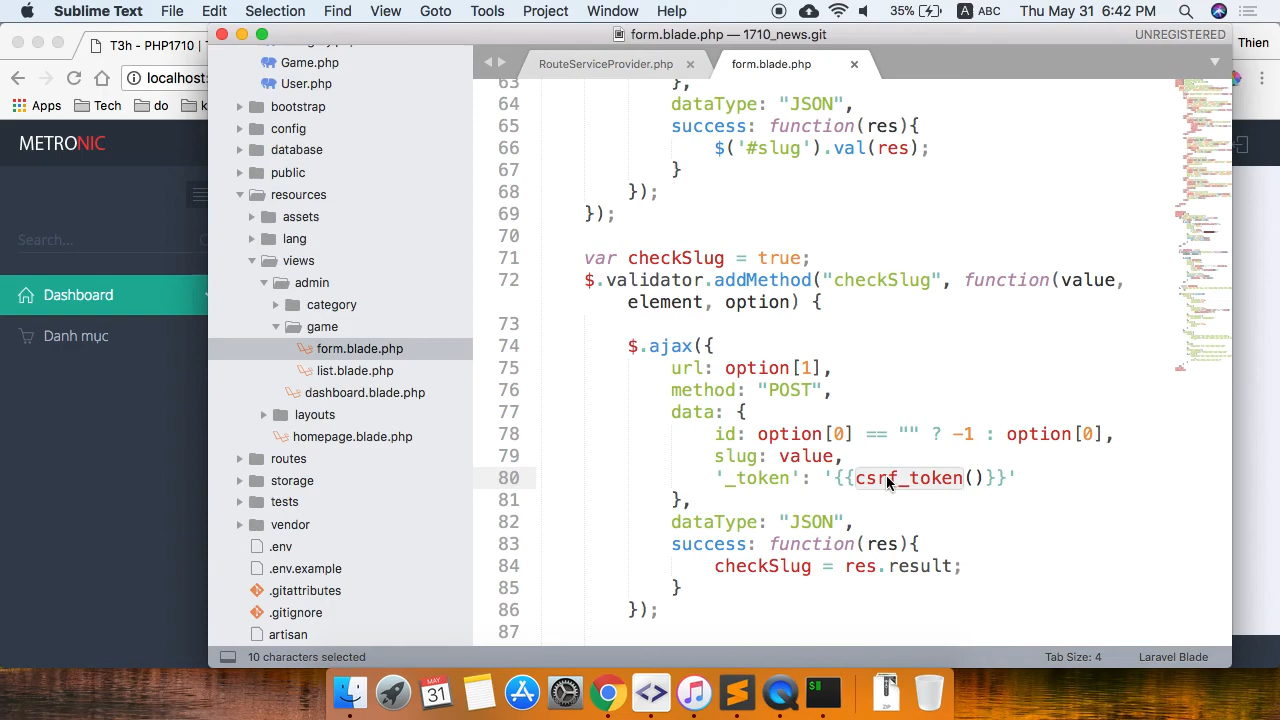 Sublime Text File Edit Selection Find View Goto Tools Project Window Help 35% A ABC Thu May 31 6:42 PM
T3h - PHP1710 |
localhost:
Apps Tech do k
METRONIC
Search...
Dashboard
Danh mục
Thien
form.blade.php — 1710_news.git
UNREGISTERED
Game.php
User.php
bootstrap
config
database
public
resources
assets
lang
views
admin
category
game
form.blade.php
list.blade.php
dashboard.blade.php
layouts
homepage.blade.php
routes
storage
tests
vendor
.env
.env.example
.gitattributes
.gitignore
artisan
RouteServiceProvider.php
form.blade.php
63 },
64 dataType: "JSON",
65 success: function(res){
66 $('#slug').val(res);
67 }
68 });
69 });
70
71 var checkSlug = true;
72 $.validator.addMethod("checkSlug", function(value,
element, option) {
73
74 $.ajax({
75 url: option[1],
76 method: "POST",
77 data: {
78 id: option[0] == "" ? -1 : option[0],
79 slug: value,
80 '_token': '{{csrf_token()}}'
81 },
82 dataType: "JSON",
83 success: function(res){
84 checkSlug = res.result;
85 }
86 });
87
10 characters selected
Tab Size: 4
Laravel Blade
MAY
31
ZIP